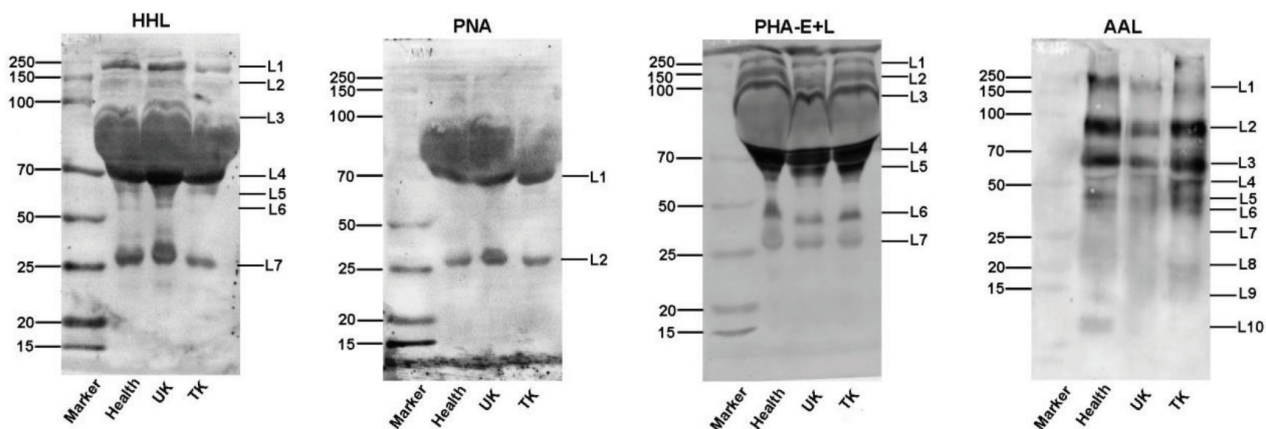 HHL
250
150
100
70
50
25
20
15
L1
L2
L3
L4
L5
L6
L7
Marker
Health
UK
TK
PNA
250
150
100
70
50
25
20
15
L1
L2
Marker
Health
UK
TK
PHA-E+L
250
150
100
70
50
25
20
15
L1
L2
L3
L4
L5
L6
L7
Marker
Health
UK
TK
AAL
250
150
100
70
50
25
20
15
L1
L2
L3
L4
L5
L6
L7
L8
L9
L10
Marker
Health
UK
TK